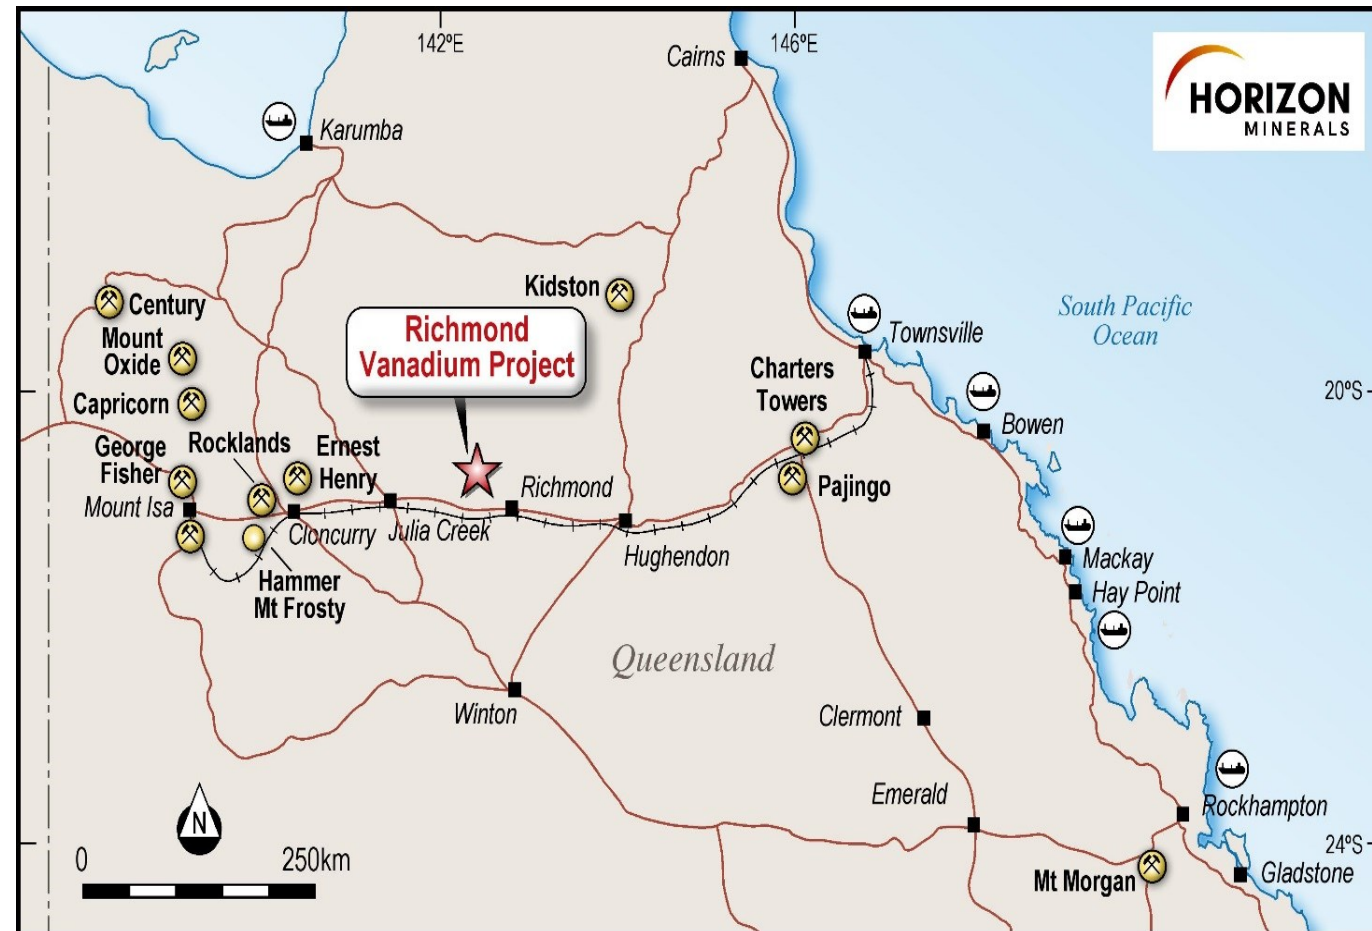 142ºE
146ºE
Cairns
HORIZON
MINERALS
Karumba
Century
Kidston
South Pacific
Ocean
Richmond
Vanadium Project
Mount
Oxide
Townsville
Charters
Towers
20ºS
Capricorn
Bowen
George
Fisher
Rocklands
Ernest
Henry
Mount Isa
Richmond
Pajingo
Cloncurry
Julia Creek
Hughendon
Hammer
Mt Frosty
Mackay
Hay Point
Queensland
Winton
Clermont
Emerald
Rockhampton
N
0
250km
24ºS
Mt Morgan
Gladstone